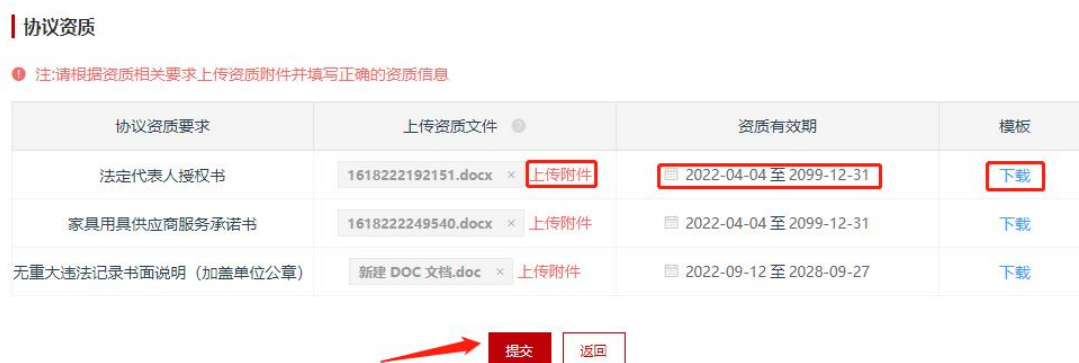 协议资质
注:请根据资质相关要求上传资质附件并填写正确的资质信息
协议资质要求 上传资质文件 资质有效期 模板
法定代表人授权书 1618222192151.docx × 上传附件 2022-04-04 至 2099-12-31 下载
家具用具供应商服务承诺书 1618222249540.docx × 上传附件 2022-04-04 至 2099-12-31 下载
无重大违法记录书面说明（加盖单位公章） 新建 DOC 文档.doc × 上传附件 2022-09-12 至 2028-09-27 下载
提交 返回